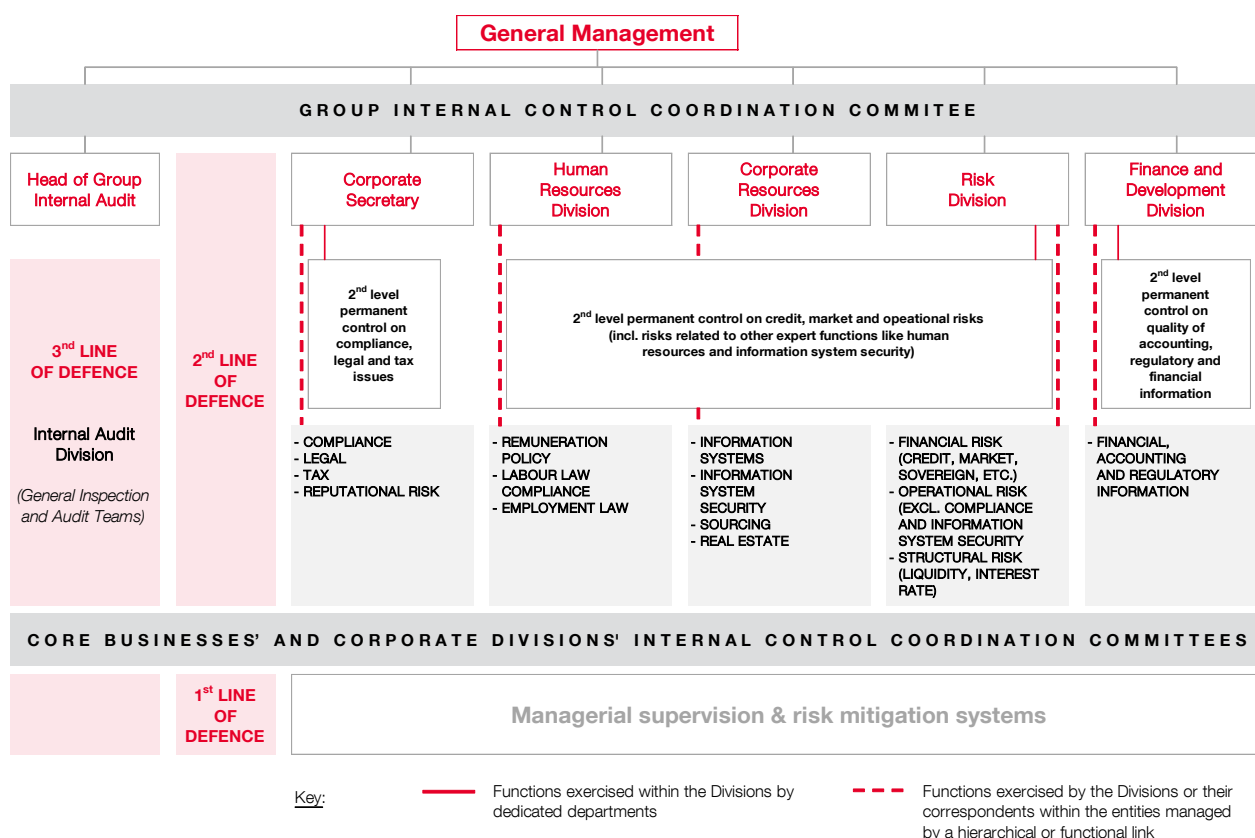 General Management
GROUP INTERNAL CONTROL COORDINATION COMMITEE
Head of Group
Internal Audit
Corporate
Secretary
Human
Resources
Division
Corporate
Resources
Division
Risk
Division
Finance and
Development
Division
3rd LINE
OF DEFENCE
Internal Audit
Division
(General Inspection
and Audit Teams)
2nd LINE
OF
DEFENCE
2nd level
permanent
control on
compliance,
legal and tax
issues
2nd level permanent control on credit, market and opeational risks
(incl. risks related to other expert functions like human
resources and information system security)
2nd level
permanent
control on
quality of
accounting,
regulatory and
financial
information
- COMPLIANCE
- LEGAL
- TAX
- REPUTATIONAL RISK
- REMUNERATION
POLICY
- LABOUR LAW
COMPLIANCE
- EMPLOYMENT LAW
- INFORMATION
SYSTEMS
- INFORMATION
SYSTEM
SECURITY
- SOURCING
- REAL ESTATE
- FINANCIAL RISK
(CREDIT, MARKET,
SOVEREIGN, ETC.)
- OPERATIONAL RISK
(EXCL. COMPLIANCE
AND INFORMATION
SYSTEM SECURITY
- STRUCTURAL RISK
(LIQUIDITY, INTEREST
RATE)
- FINANCIAL,
ACCOUNTING
AND REGULATORY
INFORMATION
CORE BUSINESSES’ AND CORPORATE DIVISIONS' INTERNAL CONTROL COORDINATION COMMITTEES
1st LINE
OF
DEFENCE
Managerial supervision & risk mitigation systems
Key:
Functions exercised within the Divisions by
dedicated departments
Functions exercised by the Divisions or their
correspondents within the entities managed
by a hierarchical or functional link